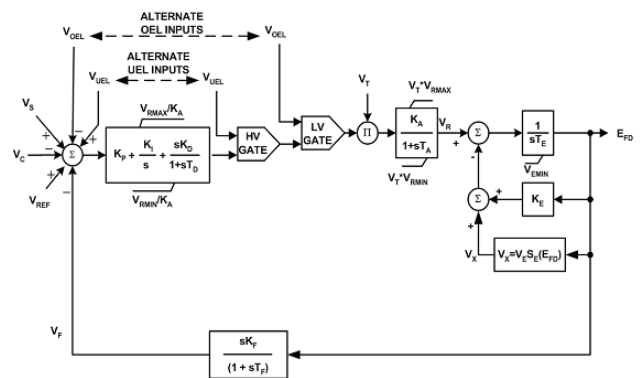 ALTERNATE
OEL INPUTS
V_OEL
V_OEL
ALTERNATE
UEL INPUTS
V_UEL
V_UEL
V_S
V_C
V_REF
+
−
+
−
+
−
Σ
V_RMAX/K_A
K_P + K_I/s + sK_D/(1+sT_D)
V_RMIN/K_A
HV
GATE
LV
GATE
V_T
Π
V_T*V_RMAX
K_A/(1+sT_A)
V_T*V_RMIN
V_R
+
-
Σ
1/(sT_E)
V_EMIN
E_FD
Σ
+
+
K_E
V_X
V_X=V_E S_E(E_FD)
V_F
sK_F/(1 + sT_F)